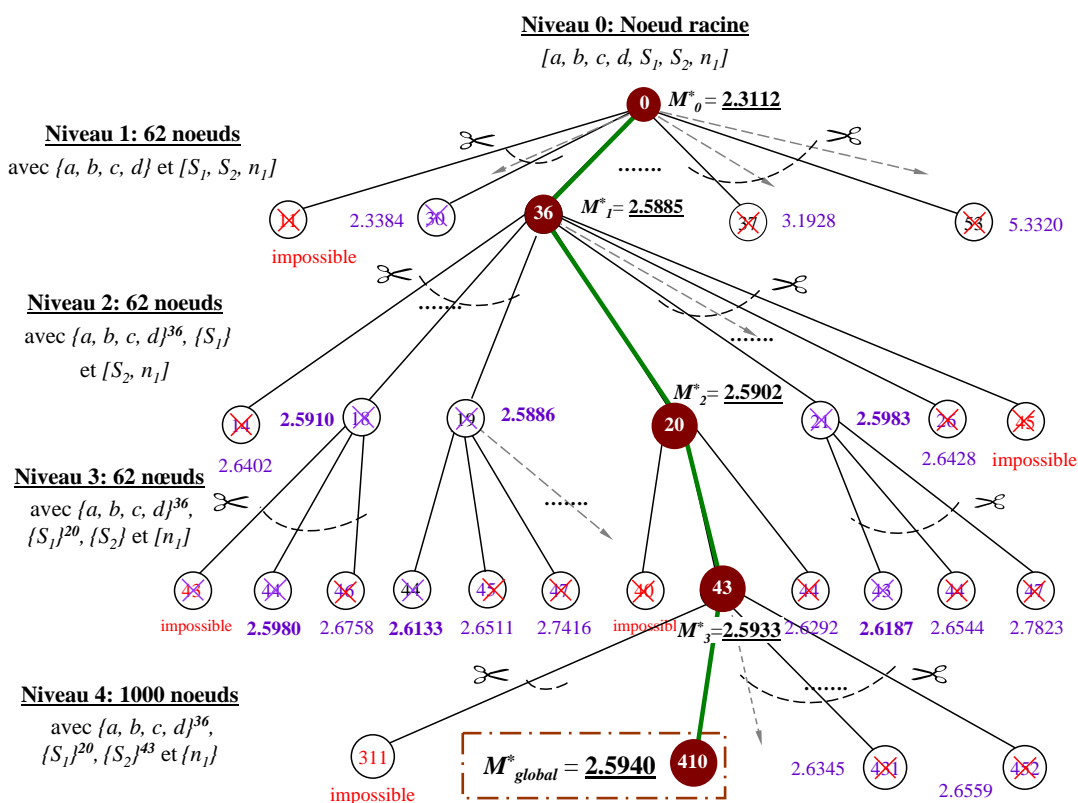 Niveau 0: Noeud racine
[a, b, c, d, S1, S2, n1]
0
M*0 = 2.3112
Niveau 1: 62 noeuds
avec {a, b, c, d} et [S1, S2, n1]
.......
11
impossible
2.3384
30
36
M*1=2.5885
37
3.1928
53
5.3320
Niveau 2: 62 noeuds
avec {a, b, c, d}36, {S1}
et [S2, n1]
.......
.......
14
2.6402
2.5910
18
19
2.5886
20
M*2=2.5902
21
2.5983
26
2.6428
45
impossible
Niveau 3: 62 nœuds
avec {a, b, c, d}36,
{S1}20, {S2} et [n1]
.......
.......
43
impossible
44
2.5980
46
2.6758
44
2.6133
45
2.6511
47
2.7416
40
impossibl
43
M*3=2.5933
44
2.6292
43
2.6187
44
2.6544
47
2.7823
Niveau 4: 1000 noeuds
avec {a, b, c, d}36,
{S1}20, {S2}43 et {n1}
.......
311
impossible
M*global = 2.5940
410
2.6345
431
2.6559
452